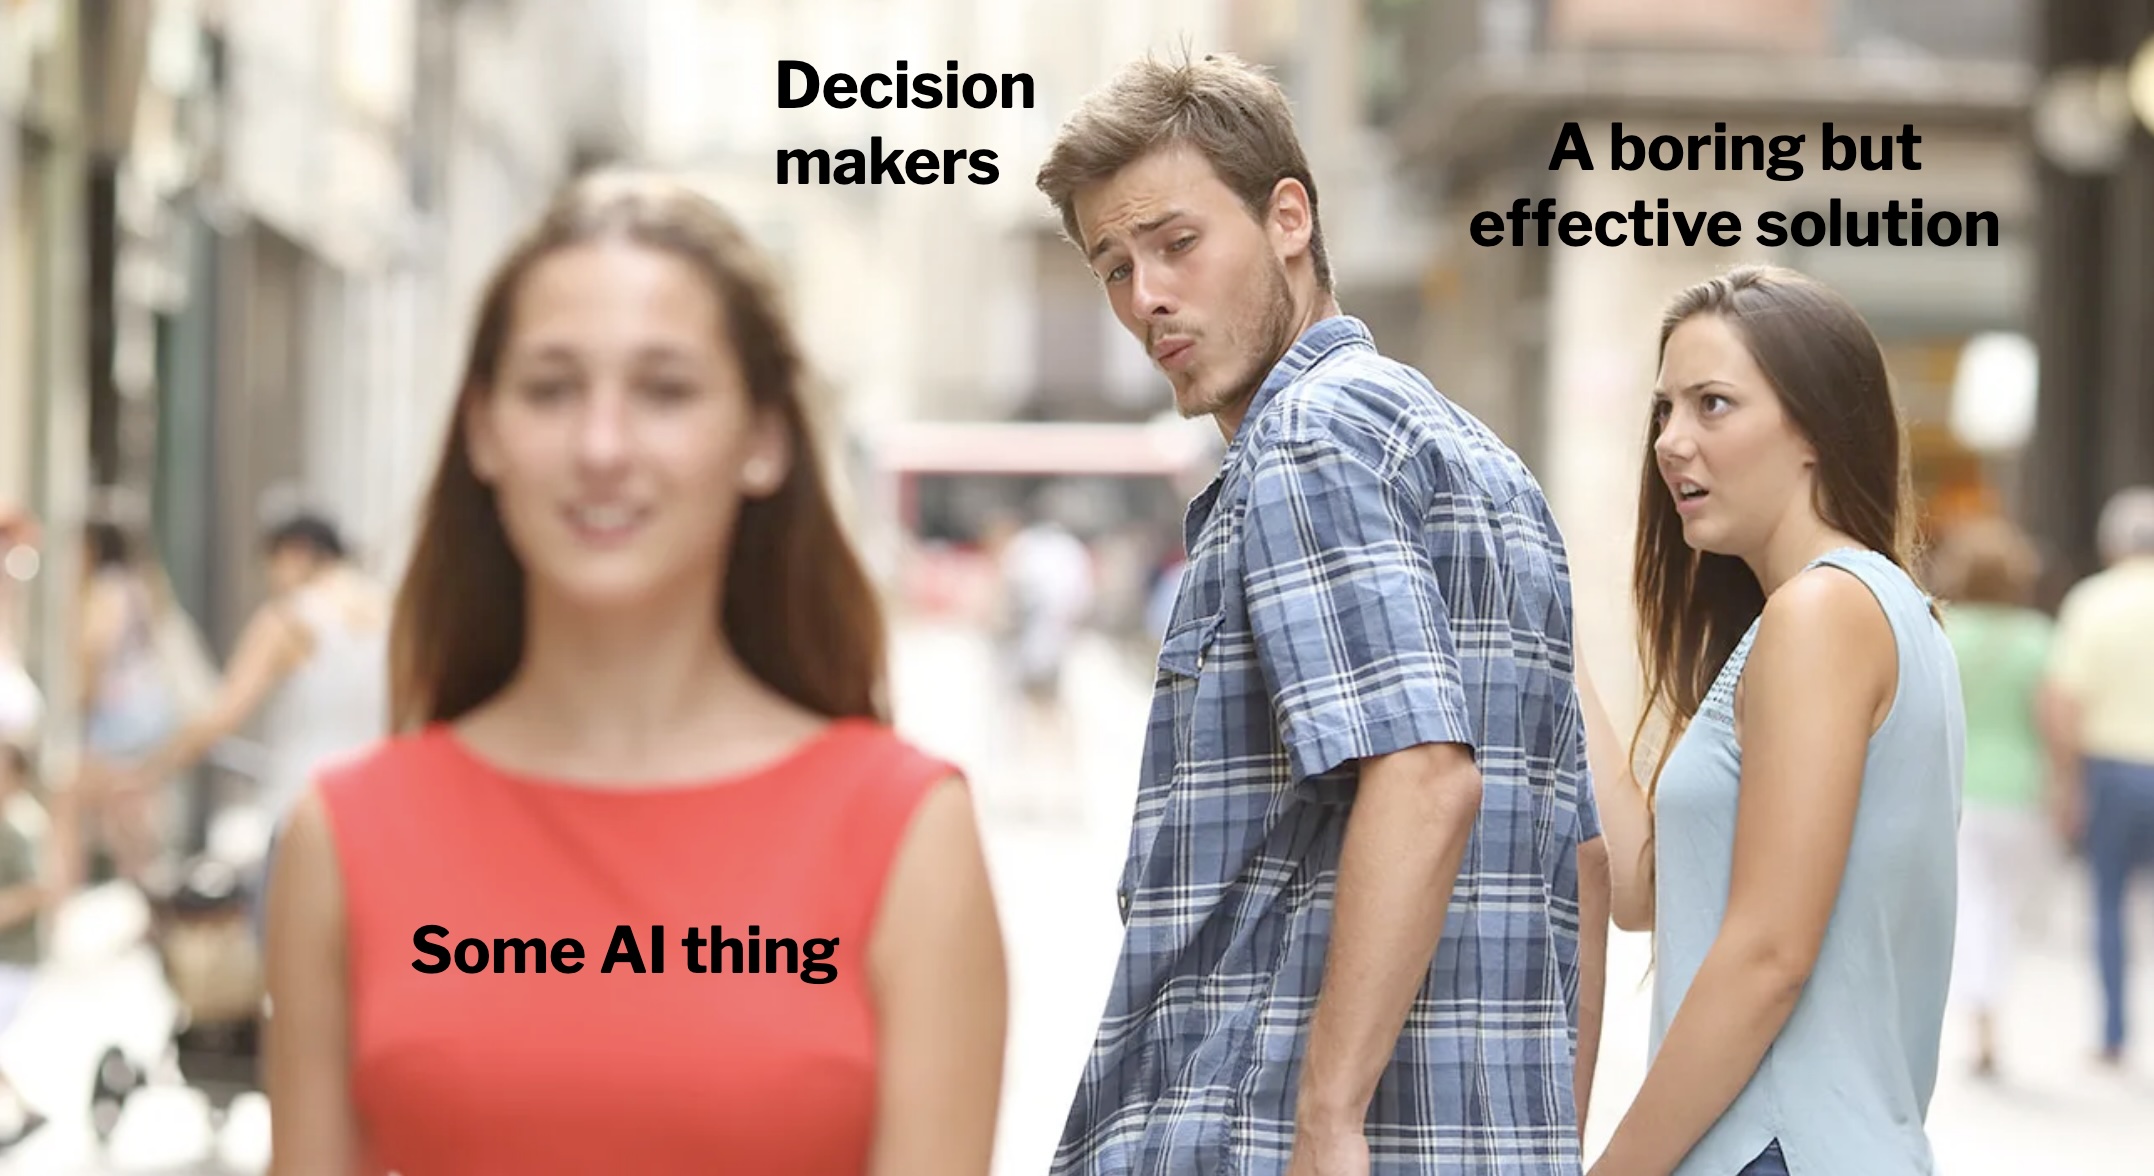 Decision
makers
A boring but
effective solution
Some AI thing